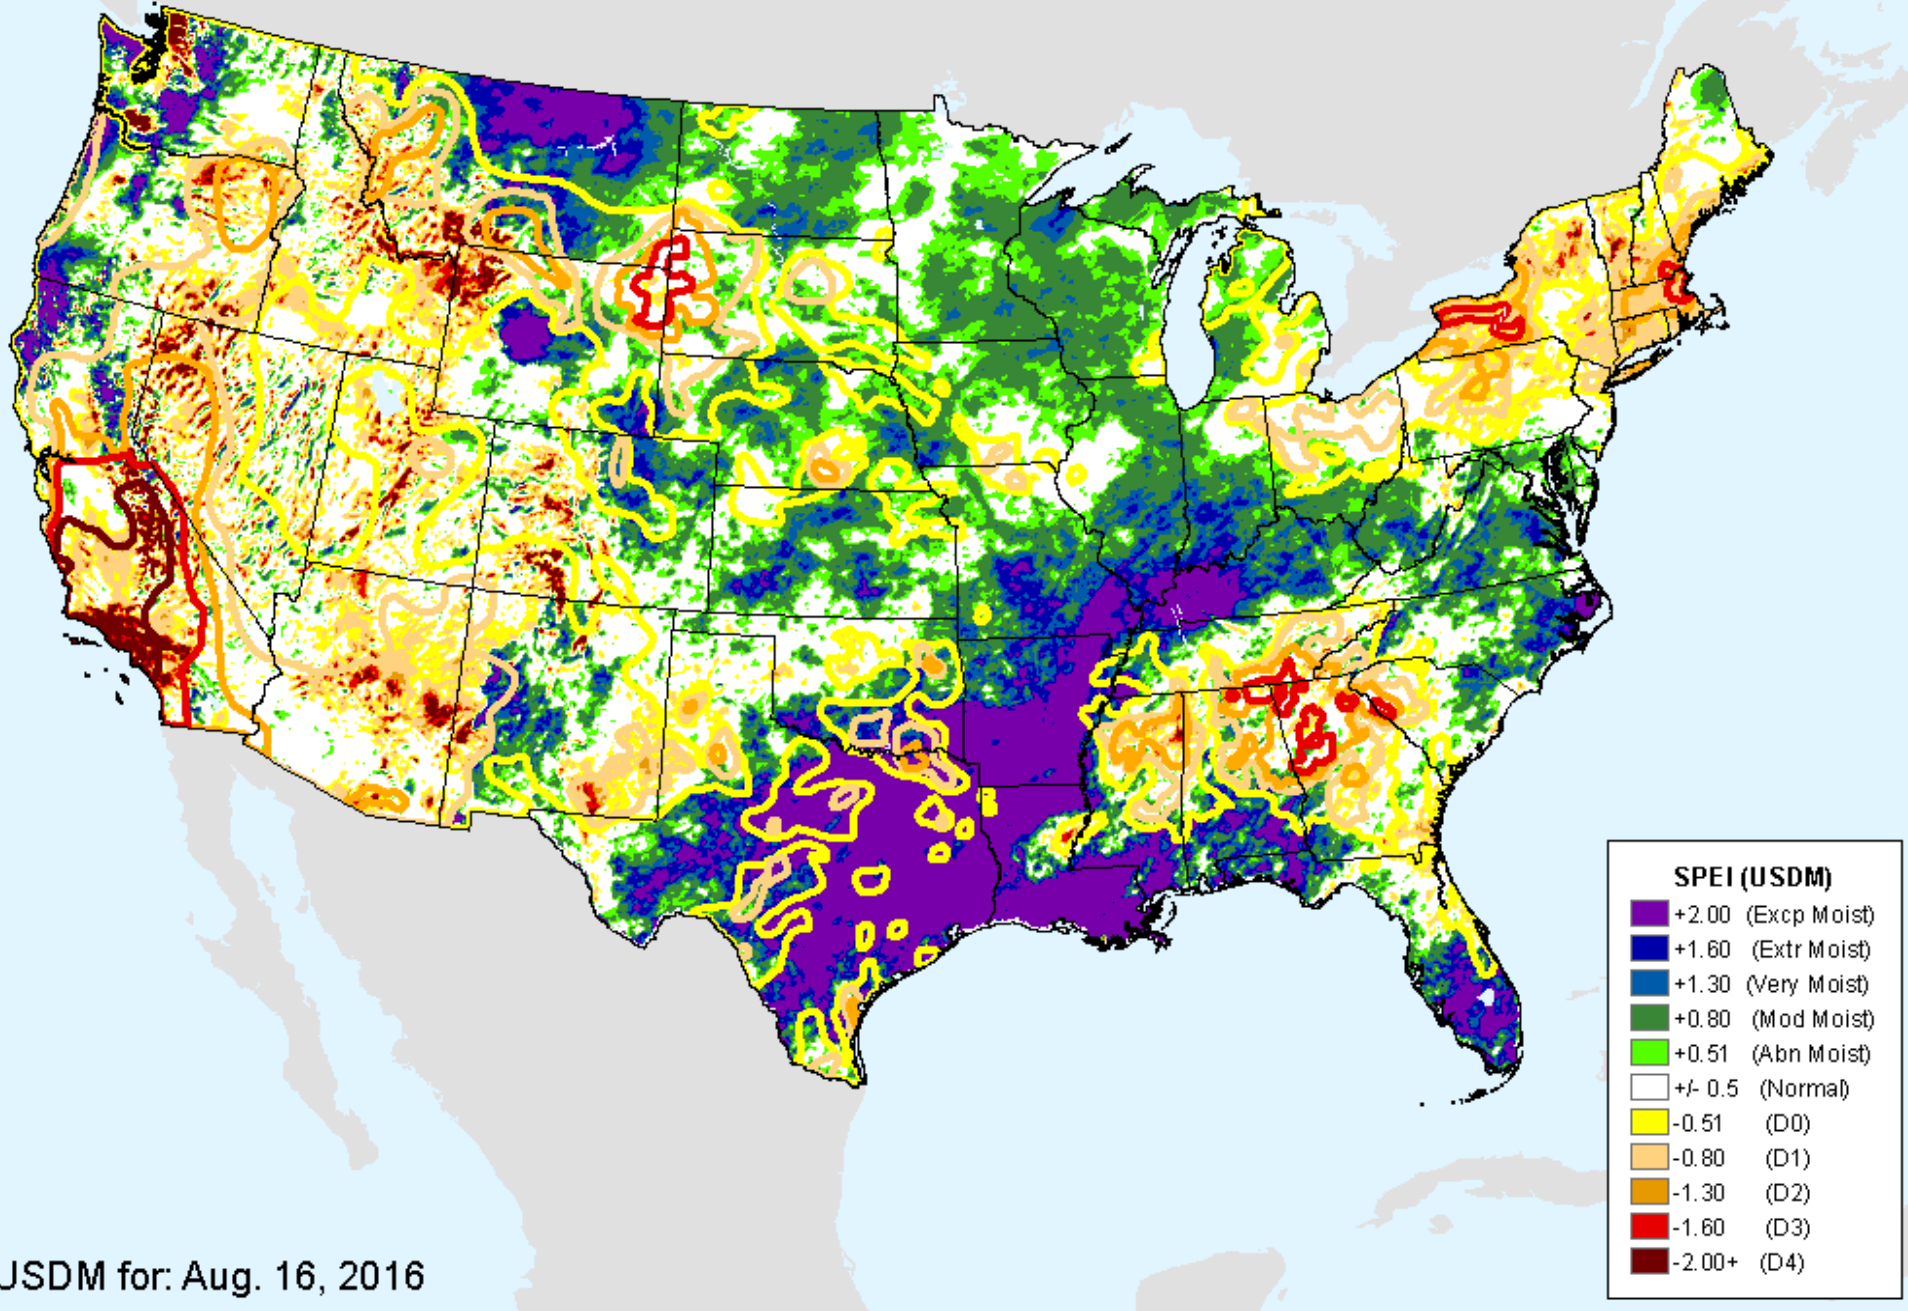 SPEI (USDM)
+2.00 (Excp Moist)
+1.60 (Extr Moist)
+1.30 (Very Moist)
+0.80 (Mod Moist)
+0.51 (Abn Moist)
+/- 0.5 (Normal)
-0.51 (D0)
-0.80 (D1)
-1.30 (D2)
-1.60 (D3)
-2.00+ (D4)
USDM for: Aug. 16, 2016